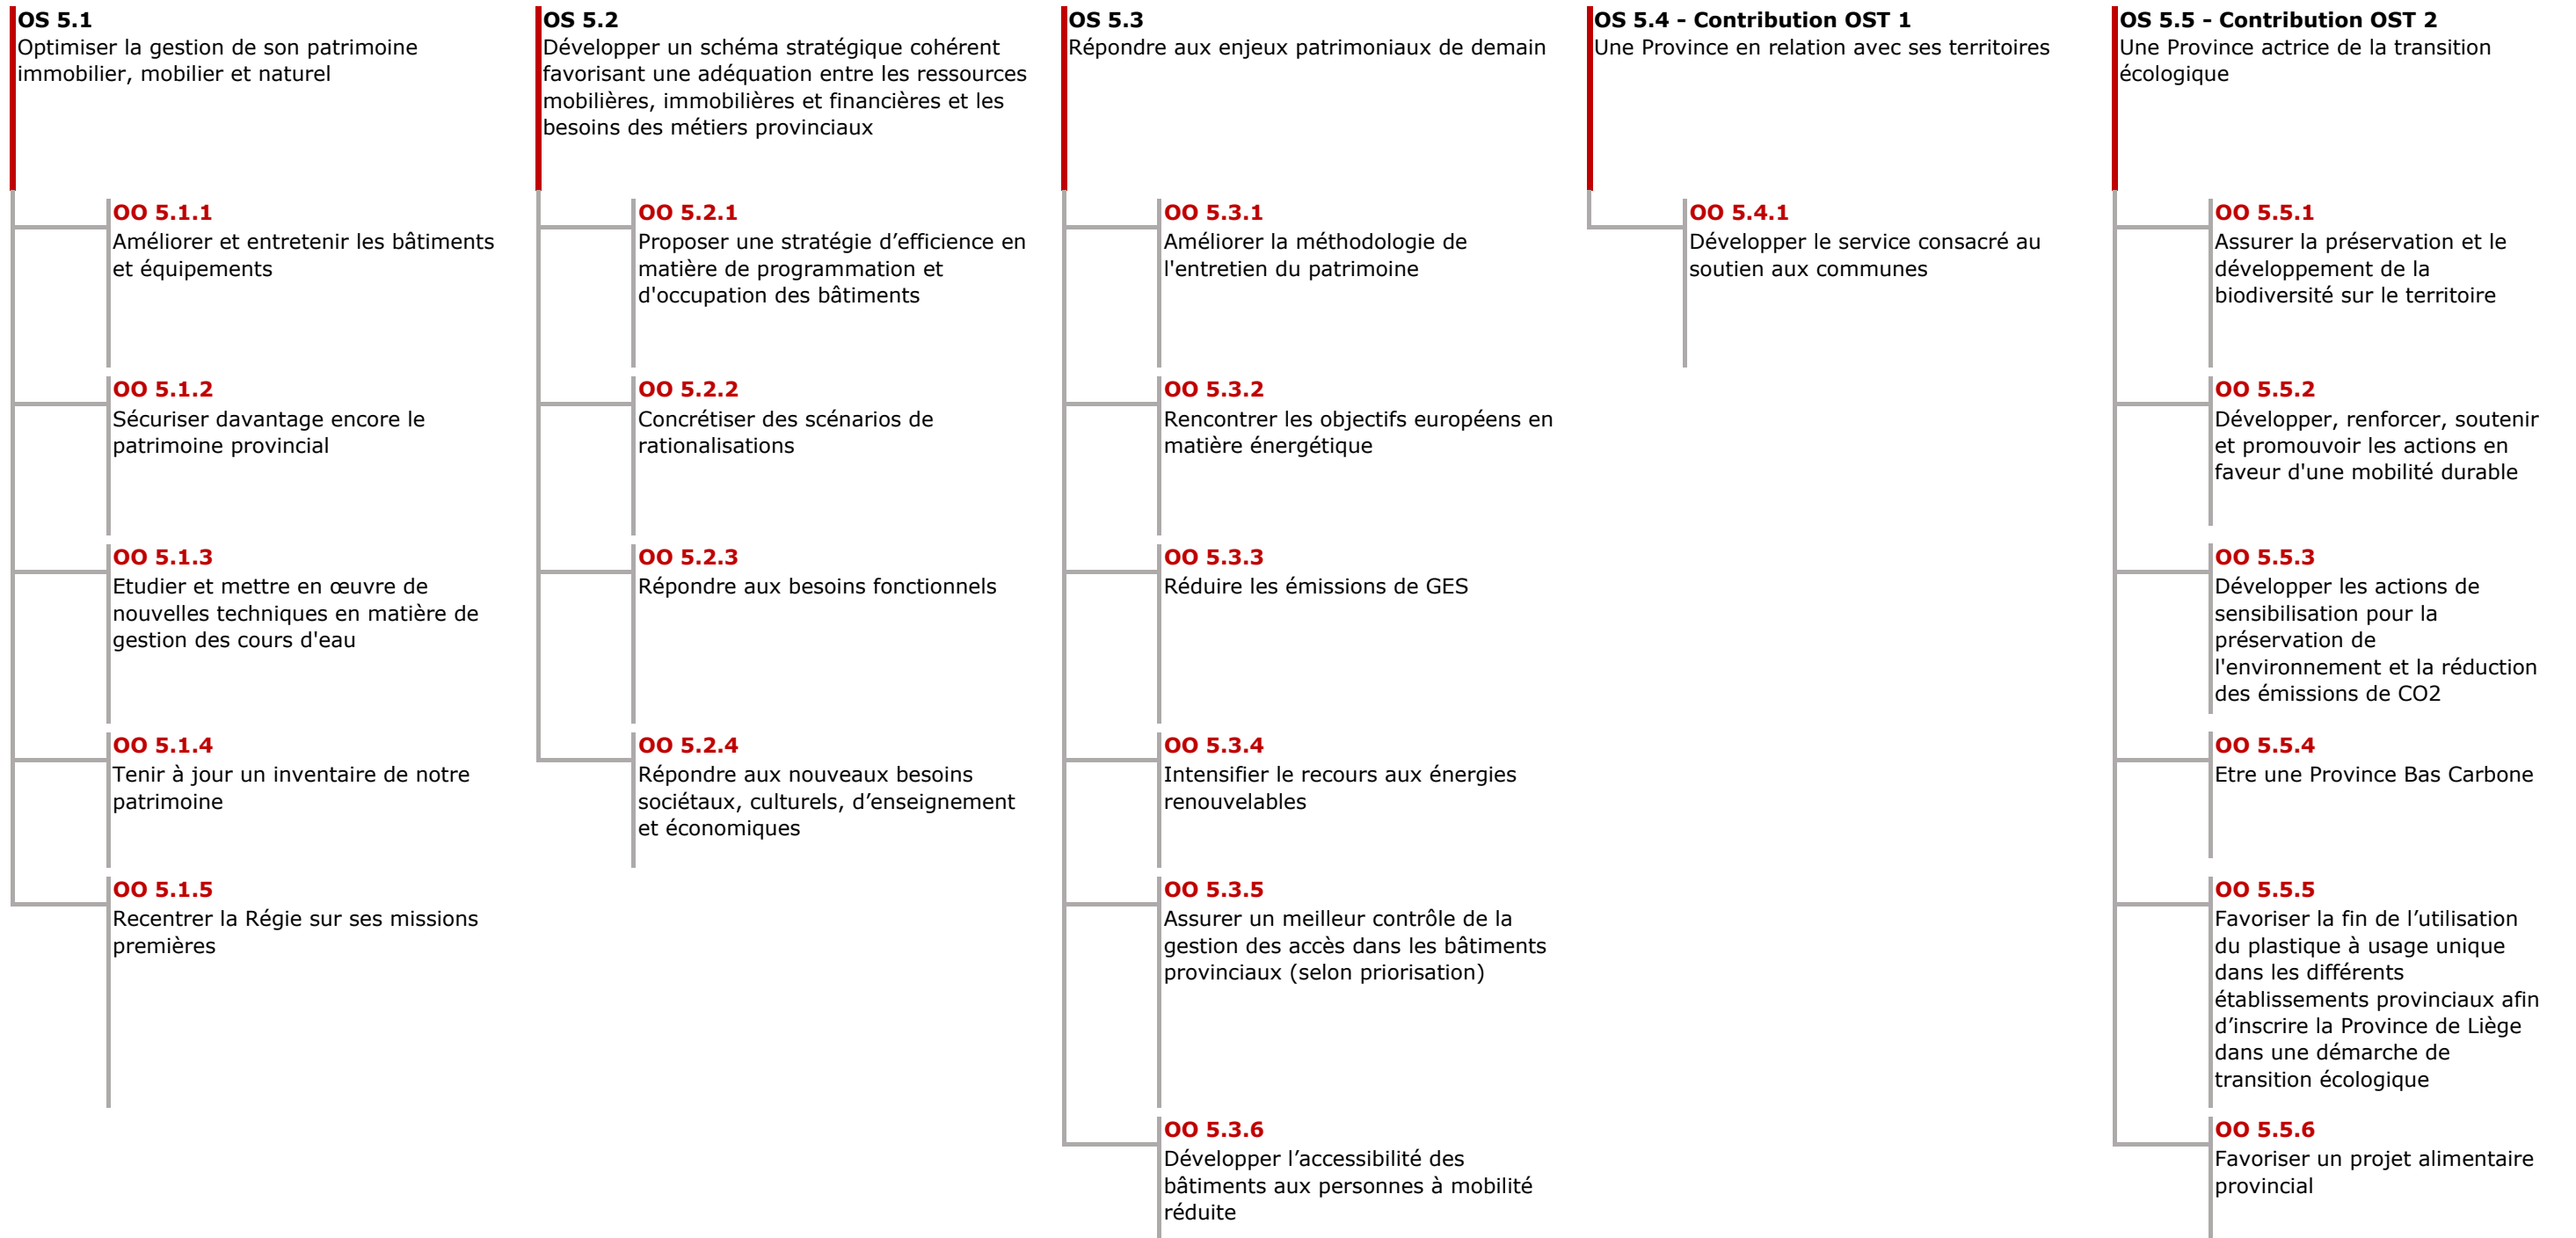 OS 5.1
Optimiser la gestion de son patrimoine
immobilier, mobilier et naturel
OO 5.1.1
Améliorer et entretenir les bâtiments
et équipements
OO 5.1.2
Sécuriser davantage encore le
patrimoine provincial
OO 5.1.3
Etudier et mettre en œuvre de
nouvelles techniques en matière de
gestion des cours d'eau
OO 5.1.4
Tenir à jour un inventaire de notre
patrimoine
OO 5.1.5
Recentrer la Régie sur ses missions
premières
OS 5.2
Développer un schéma stratégique cohérent
favorisant une adéquation entre les ressources
mobilières, immobilières et financières et les
besoins des métiers provinciaux
OO 5.2.1
Proposer une stratégie d’efficience en
matière de programmation et
d'occupation des bâtiments
OO 5.2.2
Concrétiser des scénarios de
rationalisations
OO 5.2.3
Répondre aux besoins fonctionnels
OO 5.2.4
Répondre aux nouveaux besoins
sociétaux, culturels, d’enseignement
et économiques
OS 5.3
Répondre aux enjeux patrimoniaux de demain
OO 5.3.1
Améliorer la méthodologie de
l'entretien du patrimoine
OO 5.3.2
Rencontrer les objectifs européens en
matière énergétique
OO 5.3.3
Réduire les émissions de GES
OO 5.3.4
Intensifier le recours aux énergies
renouvelables
OO 5.3.5
Assurer un meilleur contrôle de la
gestion des accès dans les bâtiments
provinciaux (selon priorisation)
OO 5.3.6
Développer l’accessibilité des
bâtiments aux personnes à mobilité
réduite
OS 5.4 - Contribution OST 1
Une Province en relation avec ses territoires
OO 5.4.1
Développer le service consacré au
soutien aux communes
OS 5.5 - Contribution OST 2
Une Province actrice de la transition
écologique
OO 5.5.1
Assurer la préservation et le
développement de la
biodiversité sur le territoire
OO 5.5.2
Développer, renforcer, soutenir
et promouvoir les actions en
faveur d'une mobilité durable
OO 5.5.3
Développer les actions de
sensibilisation pour la
préservation de
l'environnement et la réduction
des émissions de CO2
OO 5.5.4
Etre une Province Bas Carbone
OO 5.5.5
Favoriser la fin de l’utilisation
du plastique à usage unique
dans les différents
établissements provinciaux afin
d’inscrire la Province de Liège
dans une démarche de
transition écologique
OO 5.5.6
Favoriser un projet alimentaire
provincial